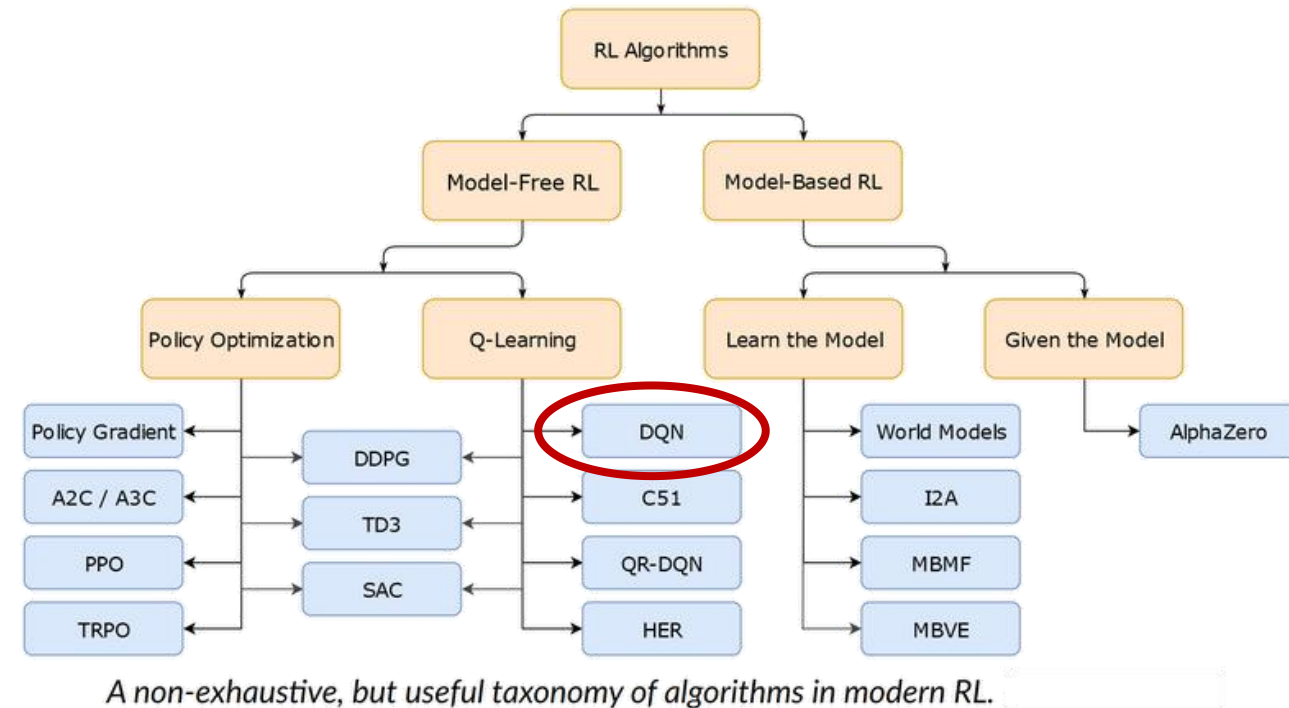 RL Algorithms
Model-Free RL
Model-Based RL
Policy Optimization
Q-Learning
Learn the Model
Given the Model
Policy Gradient
A2C / A3C
PPO
TRPO
DDPG
TD3
SAC
DQN
C51
QR-DQN
HER
World Models
I2A
MBMF
MBVE
AlphaZero
A non-exhaustive, but useful taxonomy of algorithms in modern RL.